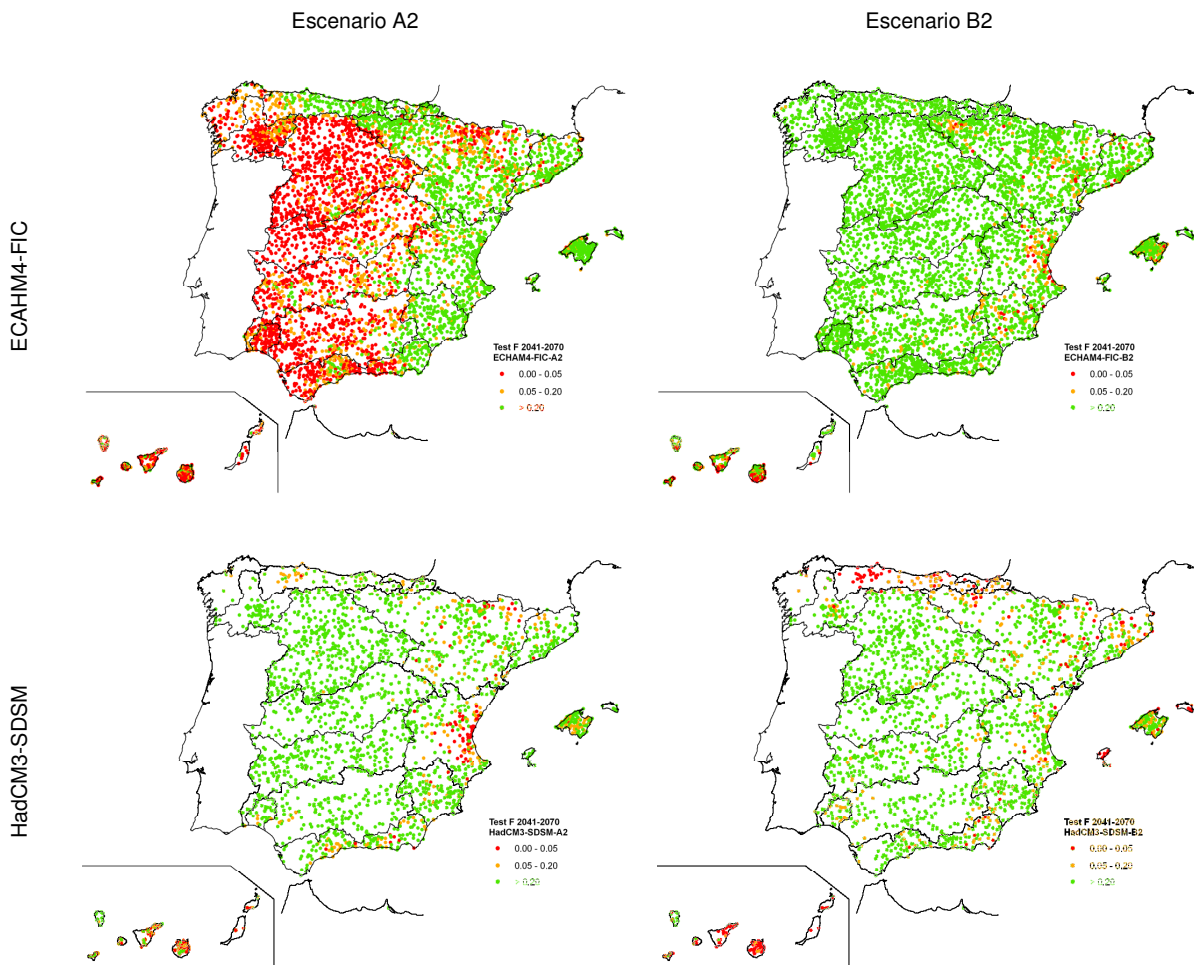 Escenario A2
Escenario B2
ECAHM4-FIC
Test F 2041-2070
ECHAM4-FIC-A2
0.00 - 0.05
0.05 - 0.20
> 0.20
Test F 2041-2070
ECHAM4-FIC-B2
0.00 - 0.05
0.05 - 0.20
> 0.20
HadCM3-SDSM
Test F 2041-2070
HadCM3-SDSM-A2
0.00 - 0.05
0.05 - 0.20
> 0.20
Test F 2041-2070
HadCM3-SDSM-B2
0.00 - 0.05
0.05 - 0.20
> 0.20